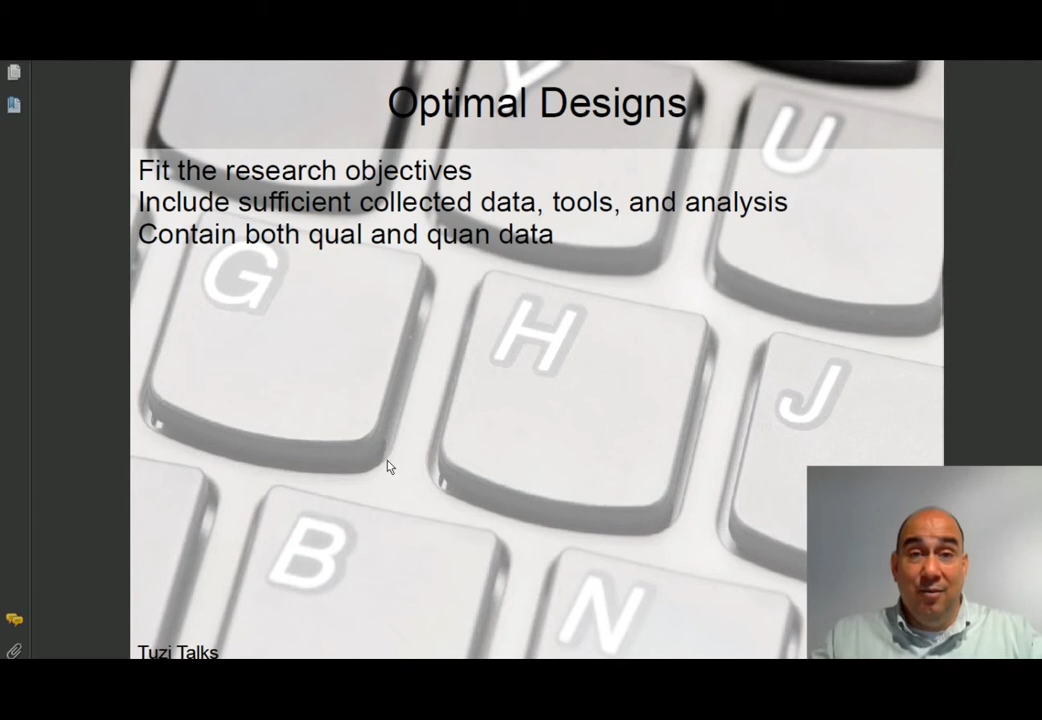 Optimal Designs
Fit the research objectives
Include sufficient collected data, tools, and analysis
Contain both qual and quan data
Y
U
G
H
J
B
N
Tuzi Talks